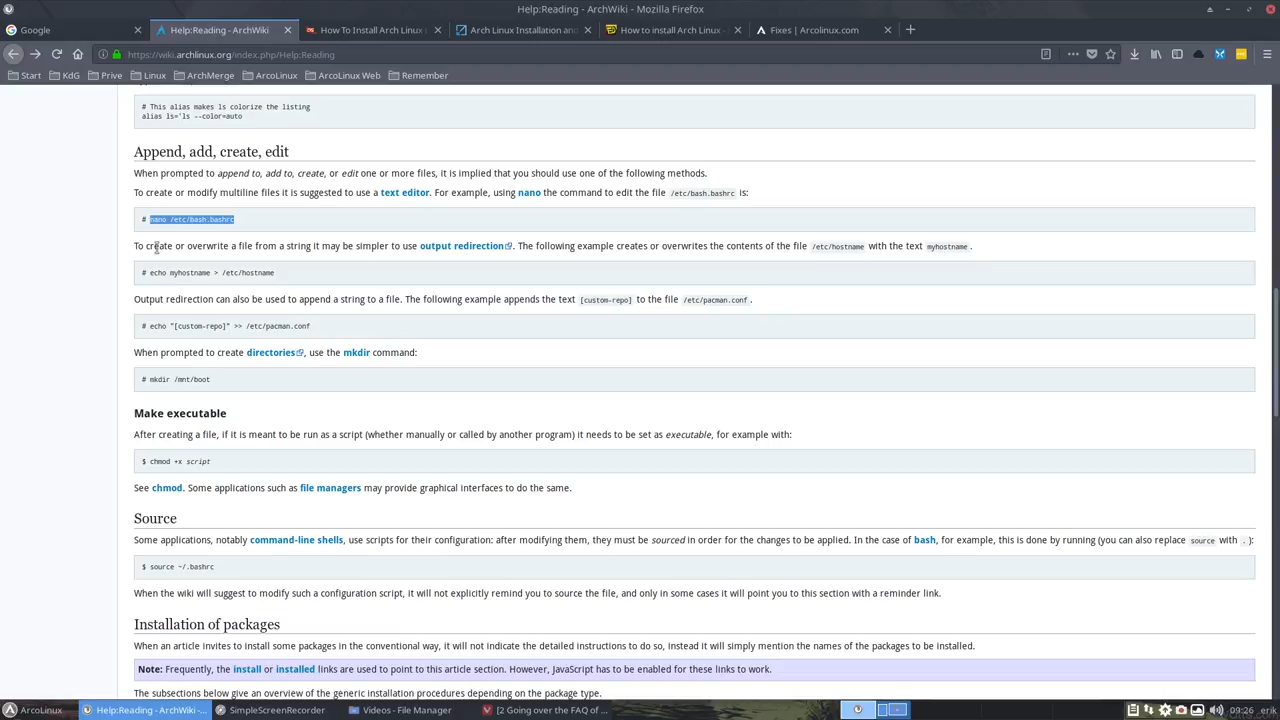 Help:Reading - ArchWiki - Mozilla Firefox
Google
Help:Reading - ArchWiki
How To Install Arch Linux
Arch Linux Installation and
How to install Arch Linux -
Fixes | Arcolinux.com
https://wiki.archlinux.org/index.php/Help:Reading
Start KdG Prive Linux ArchMerge ArcoLinux ArcoLinux Web Remember
# This alias makes ls colorize the listing
alias ls='ls --color=auto
Append, add, create, edit
When prompted to append to, add to, create, or edit one or more files, it is implied that you should use one of the following methods.
To create or modify multiline files it is suggested to use a text editor. For example, using nano the command to edit the file /etc/bash.bashrc is:
# nano /etc/bash.bashrc
To create or overwrite a file from a string it may be simpler to use output redirection. The following example creates or overwrites the contents of the file /etc/hostname with the text myhostname.
# echo myhostname > /etc/hostname
Output redirection can also be used to append a string to a file. The following example appends the text [custom-repo] to the file /etc/pacman.conf.
# echo "[custom-repo]" >> /etc/pacman.conf
When prompted to create directories, use the mkdir command:
# mkdir /mnt/boot
Make executable
After creating a file, if it is meant to be run as a script (whether manually or called by another program) it needs to be set as executable, for example with:
$ chmod +x script
See chmod. Some applications such as file managers may provide graphical interfaces to do the same.
Source
Some applications, notably command-line shells, use scripts for their configuration: after modifying them, they must be sourced in order for the changes to be applied. In the case of bash, for example, this is done by running (you can also replace source with .):
$ source ~/.bashrc
When the wiki will suggest to modify such a configuration script, it will not explicitly remind you to source the file, and only in some cases it will point you to this section with a reminder link.
Installation of packages
When an article invites to install some packages in the conventional way, it will not indicate the detailed instructions to do so, instead it will simply mention the names of the packages to be installed.
Note: Frequently, the install or installed links are used to point to this article section. However, JavaScript has to be enabled for these links to work.
The subsections below give an overview of the generic installation procedures depending on the package type.
ArcoLinux
Help:Reading - ArchWiki -...
SimpleScreenRecorder
Videos - File Manager
[2 Going over the FAQ of ...
09:26 erik